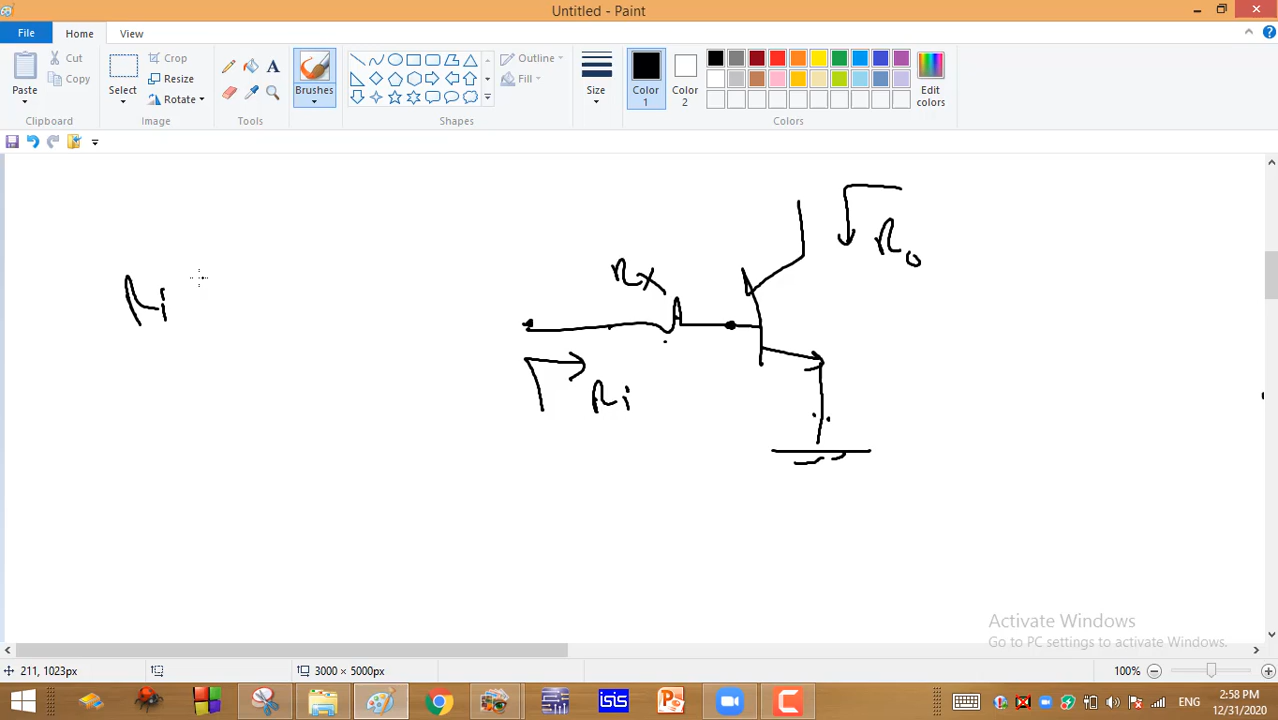 Untitled - Paint
File
Home
View
Paste
Cut
Copy
Clipboard
Select
Crop
Resize
Rotate
Image
A
Tools
Brushes
Outline
Fill
Shapes
Size
Color
1
Color
2
Edit
colors
Colors
Ro
Rx
Ri
Ri
Activate Windows
Go to PC settings to activate Windows.
211, 1023px
3000 × 5000px
100%
isis
ENG
2:58 PM
12/31/2020